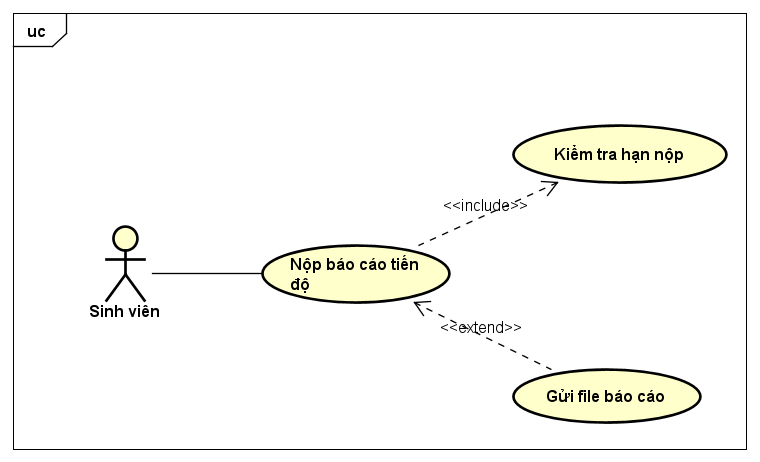 uc
Kiểm tra hạn nộp
<<include>>
Nộp báo cáo tiến
độ
Sinh viên
<<extend>>
Gửi file báo cáo